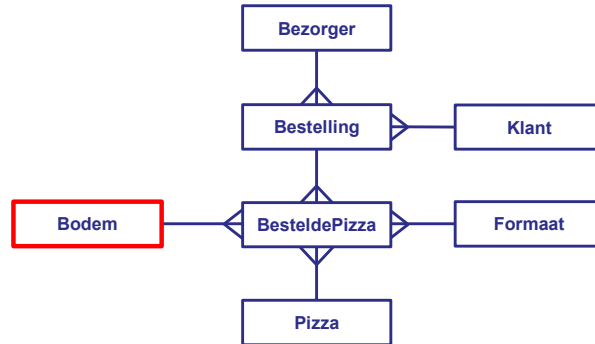 Bezorger
Bestelling
Klant
Bodem
BesteldePizza
Formaat
Pizza